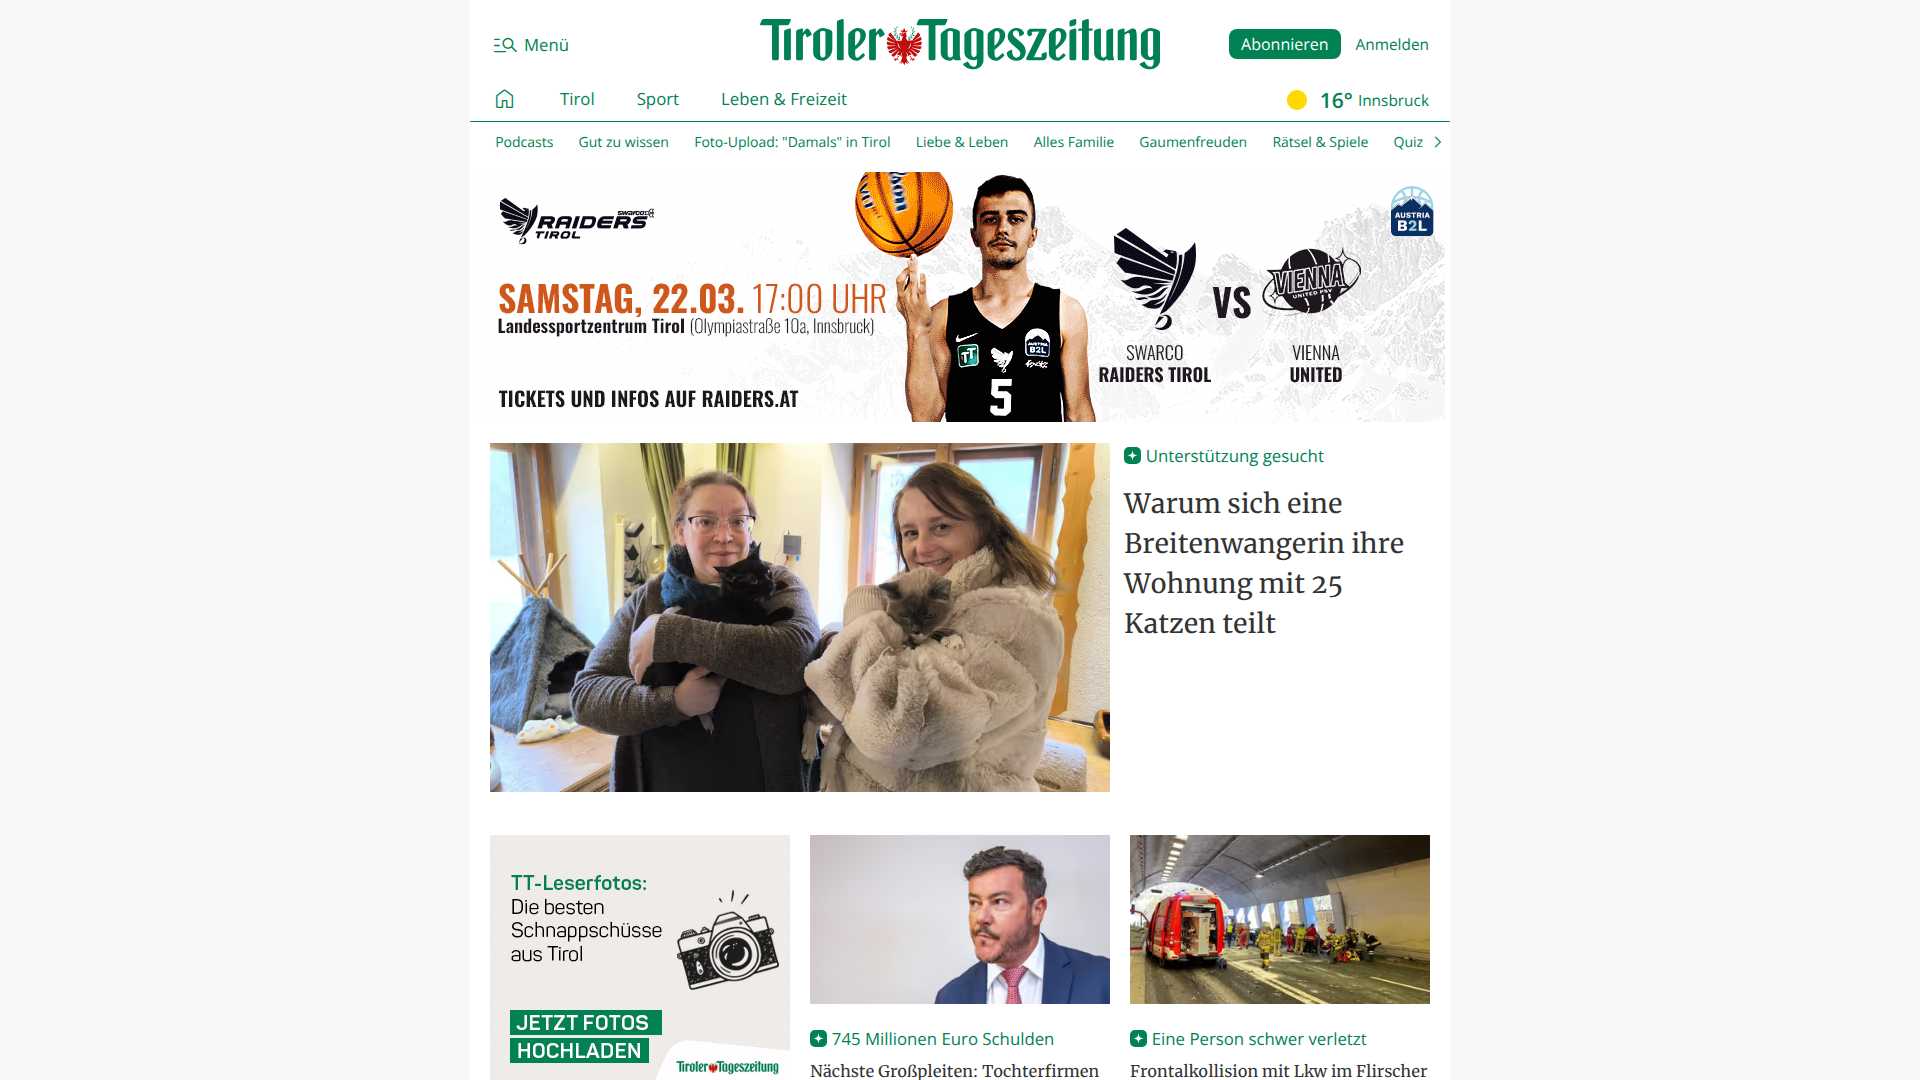 Menü
Tiroler Tageszeitung
Abonnieren
Anmelden
Tirol
Sport
Leben & Freizeit
16° Innsbruck
Podcasts
Gut zu wissen
Foto-Upload: "Damals" in Tirol
Liebe & Leben
Alles Familie
Gaumenfreuden
Rätsel & Spiele
Quiz
SWARCO
RAIDERS
TIROL
SAMSTAG, 22.03. 17:00 UHR
Landessportzentrum Tirol (Olympiastraße 10a, Innsbruck)
TICKETS UND INFOS AUF RAIDERS.AT
TT
AUSTRIA
B2L
5
SWARCO
RAIDERS TIROL
VS
VIENNA
UNITED PSV
VIENNA
UNITED
AUSTRIA
B2L
Unterstützung gesucht
Warum sich eine
Breitenwangerin ihre
Wohnung mit 25
Katzen teilt
TT-Leserfotos:
Die besten
Schnappschüsse
aus Tirol
JETZT FOTOS
HOCHLADEN
Tiroler Tageszeitung
745 Millionen Euro Schulden
Nächste Großpleiten: Tochterfirmen
Eine Person schwer verletzt
Frontalkollision mit Lkw im Flirscher